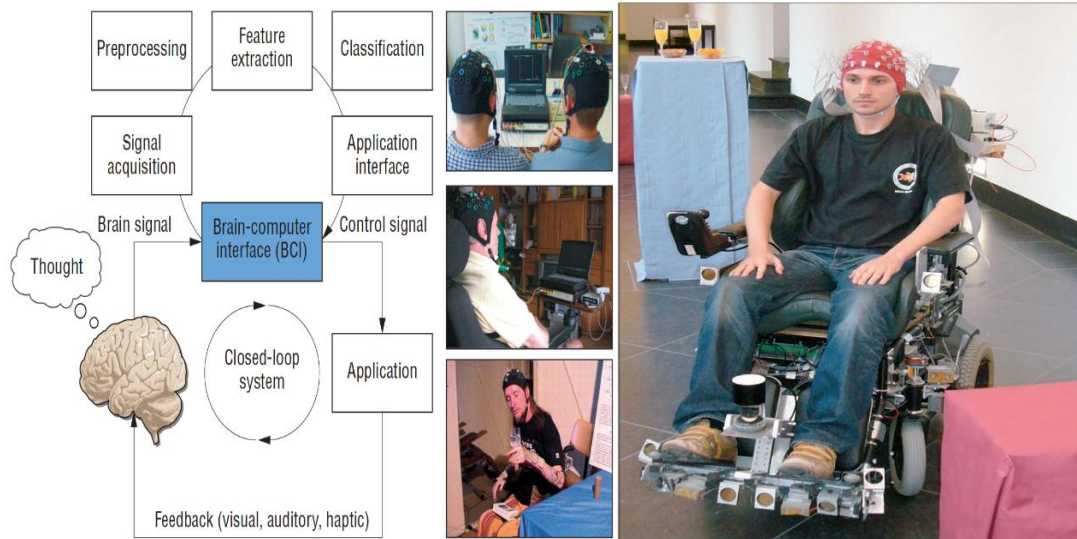 Preprocessing
Feature
extraction
Classification
Signal
acquisition
Application
interface
Brain signal
Brain-computer
interface (BCI)
Control signal
Thought
Closed-loop
system
Application
Feedback (visual, auditory, haptic)